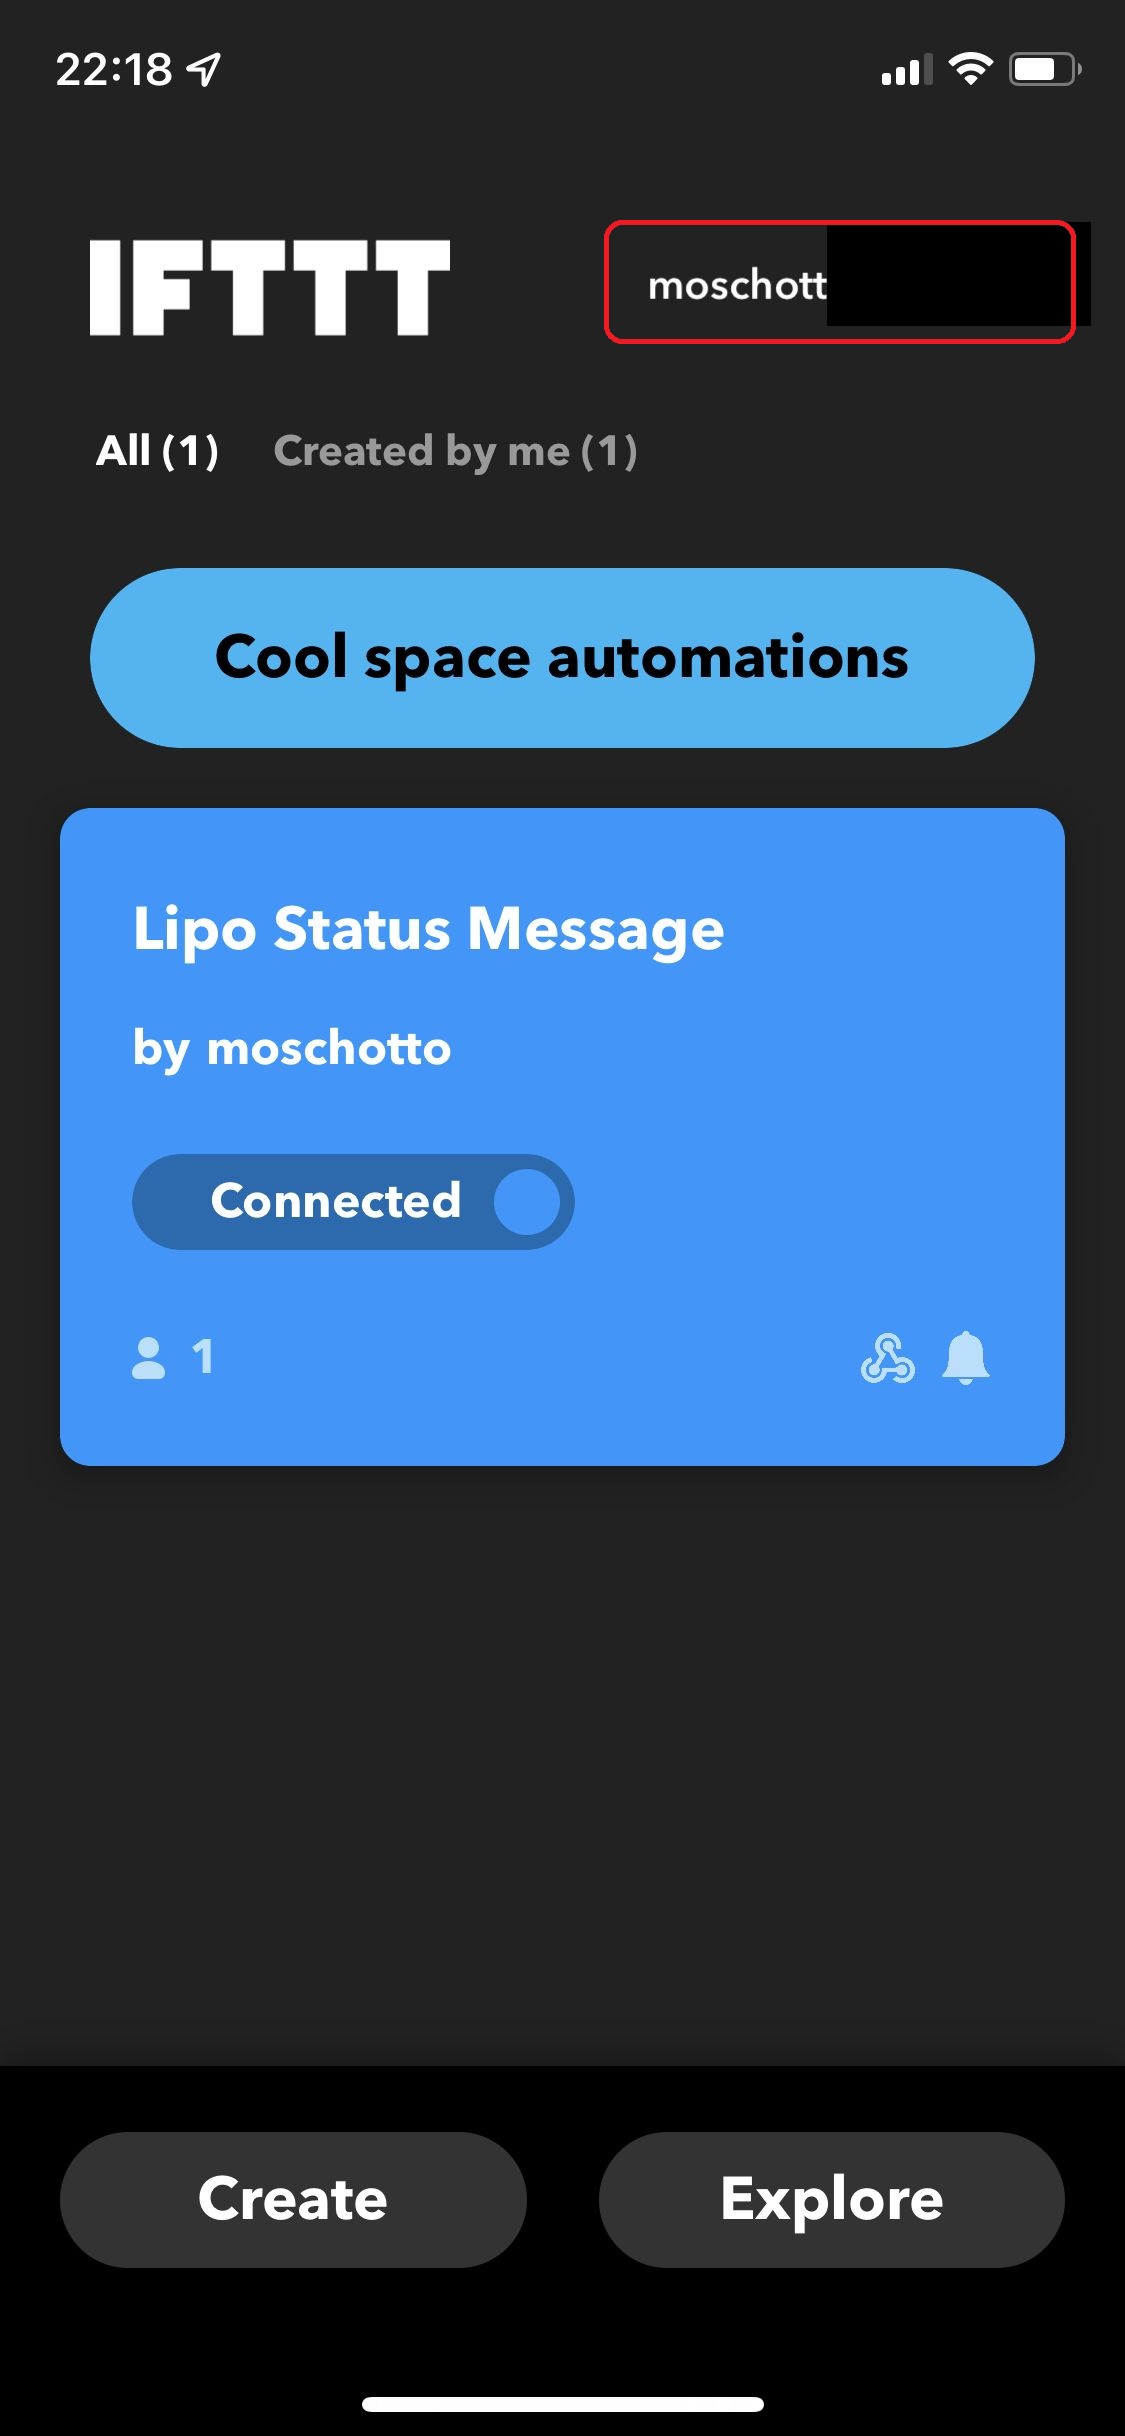 22:18
IFTTT
moschott
All (1) Created by me (1)
Cool space automations
Lipo Status Message
by moschotto
Connected
1
Create Explore